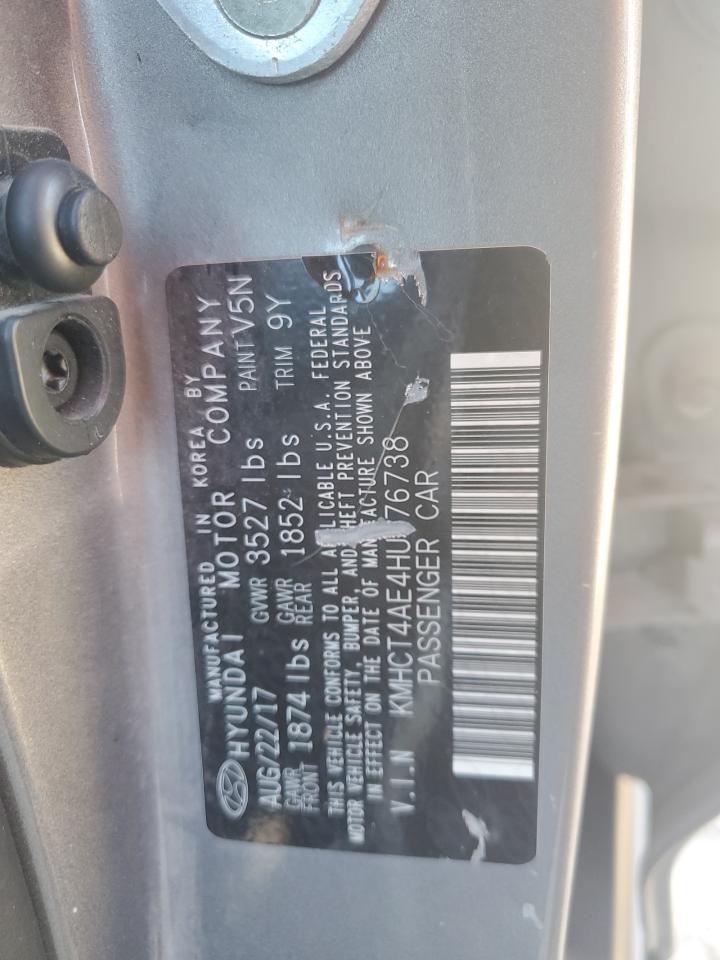 MANUFACTURED IN KOREA BY
HYUNDAI MOTOR COMPANY
AUG/22/17 GVWR 3527 lbs PAINT V5N
GAWR FRONT 1874 lbs GAWR REAR 1852 lbs TRIM 9Y
THIS VEHICLE CONFORMS TO ALL APPLICABLE U.S.A. FEDERAL
MOTOR VEHICLE SAFETY, BUMPER, AND THEFT PREVENTION STANDARDS
IN EFFECT ON THE DATE OF MANUFACTURE SHOWN ABOVE
V.I.N
PASSENGER CAR